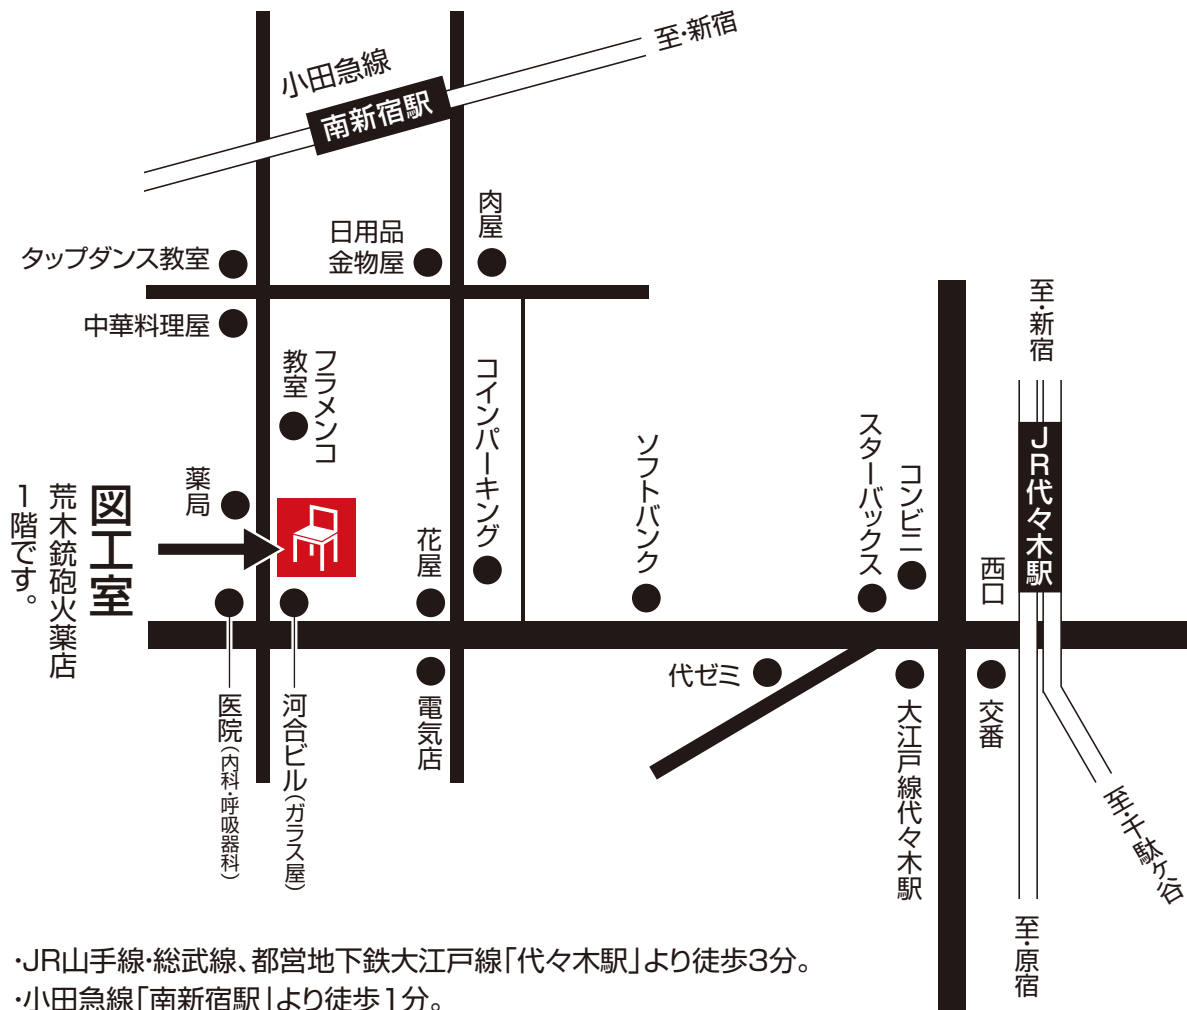 至・新宿
小田急線
南新宿駅
肉屋
日用品
金物屋
タップダンス教室
中華料理屋
フラメンコ
教室
コインパーキング
至・新宿
JR代々木駅
スターバックス
コンビニ
ソフトバンク
西口
薬局
図工室
荒木銃砲火薬店
1階です。
花屋
代ゼミ
電気店
医院(内科・呼吸器科)
河合ビル(ガラス屋)
大江戸線代々木駅
交番
至・千駄ヶ谷
至・原宿
・JR山手線・総武線、都営地下鉄大江戸線「代々木駅」より徒歩3分。
・小田急線「南新宿駅」より徒歩1分。